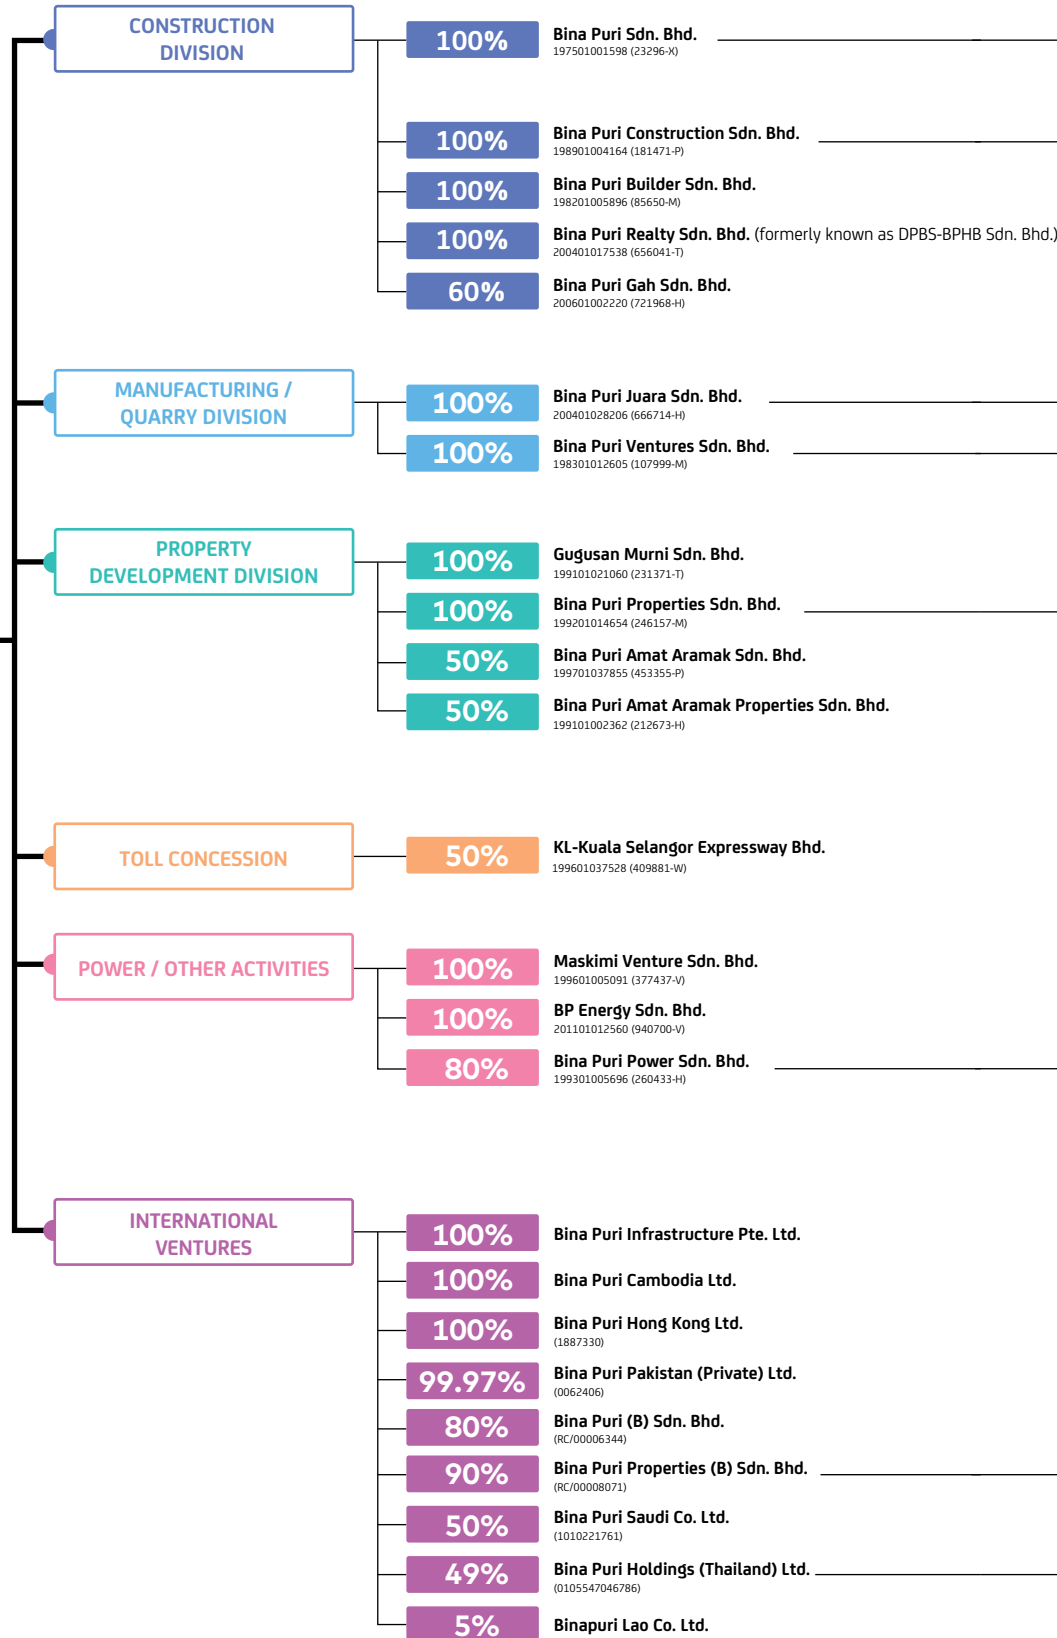 CONSTRUCTION
DIVISION
100%
Bina Puri Sdn. Bhd.
197501001598 (23296-X)
100%
Bina Puri Construction Sdn. Bhd.
198901004164 (181471-P)
100%
Bina Puri Builder Sdn. Bhd.
198201005896 (85650-M)
100%
Bina Puri Realty Sdn. Bhd. (formerly known as DPBS-BPHB Sdn. Bhd.)
200401017538 (656041-T)
60%
Bina Puri Gah Sdn. Bhd.
200601002220 (721968-H)
MANUFACTURING /
QUARRY DIVISION
100%
Bina Puri Juara Sdn. Bhd.
200401028206 (666714-H)
100%
Bina Puri Ventures Sdn. Bhd.
198301012605 (107999-M)
PROPERTY
DEVELOPMENT DIVISION
100%
Gugusan Murni Sdn. Bhd.
199101021060 (231371-T)
100%
Bina Puri Properties Sdn. Bhd.
199201014654 (246157-M)
50%
Bina Puri Amat Aramak Sdn. Bhd.
199701037855 (453355-P)
50%
Bina Puri Amat Aramak Properties Sdn. Bhd.
199101002362 (212673-H)
TOLL CONCESSION
50%
KL-Kuala Selangor Expressway Bhd.
199601037528 (409881-W)
POWER / OTHER ACTIVITIES
100%
Maskimi Venture Sdn. Bhd.
199601005091 (377437-V)
100%
BP Energy Sdn. Bhd.
201101012560 (940700-V)
80%
Bina Puri Power Sdn. Bhd.
199301005696 (260433-H)
INTERNATIONAL
VENTURES
100%
Bina Puri Infrastructure Pte. Ltd.
100%
Bina Puri Cambodia Ltd.
100%
Bina Puri Hong Kong Ltd.
(1887330)
99.97%
Bina Puri Pakistan (Private) Ltd.
(0062406)
80%
Bina Puri (B) Sdn. Bhd.
(RC/00006344)
90%
Bina Puri Properties (B) Sdn. Bhd.
(RC/00008071)
50%
Bina Puri Saudi Co. Ltd.
(1010221761)
49%
Bina Puri Holdings (Thailand) Ltd.
(0105547046786)
5%
Binapuri Lao Co. Ltd.